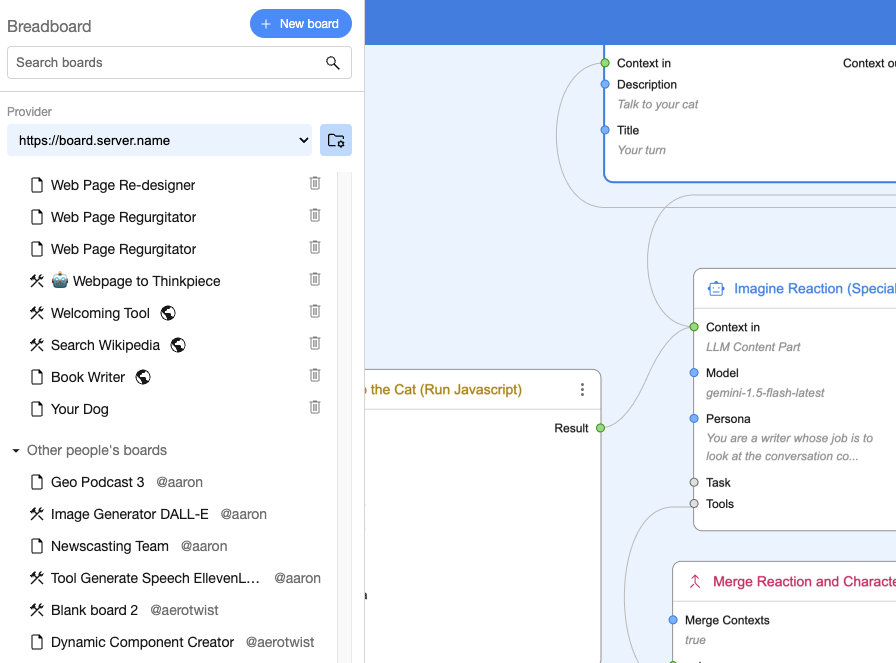 Breadboard
+ New board
Search boards
Provider
https://board.server.name
Web Page Re-designer
Web Page Regurgitator
Web Page Regurgitator
Webpage to Thinkpiece
Welcoming Tool
Search Wikipedia
Book Writer
Your Dog
Other people's boards
Geo Podcast 3 @aaron
Image Generator DALL-E @aaron
Newscasting Team @aaron
Tool Generate Speech EllevenL... @aaron
Blank board 2 @aerotwist
Dynamic Component Creator @aerotwist
Context in Context ou
Description
Talk to your cat
Title
Your turn
the Cat (Run Javascript)
Result
Imagine Reaction (Special
Context in
LLM Content Part
Model
gemini-1.5-flash-latest
Persona
You are a writer whose job is to
look at the conversation co...
Task
Tools
Merge Reaction and Characte
Merge Contexts
true